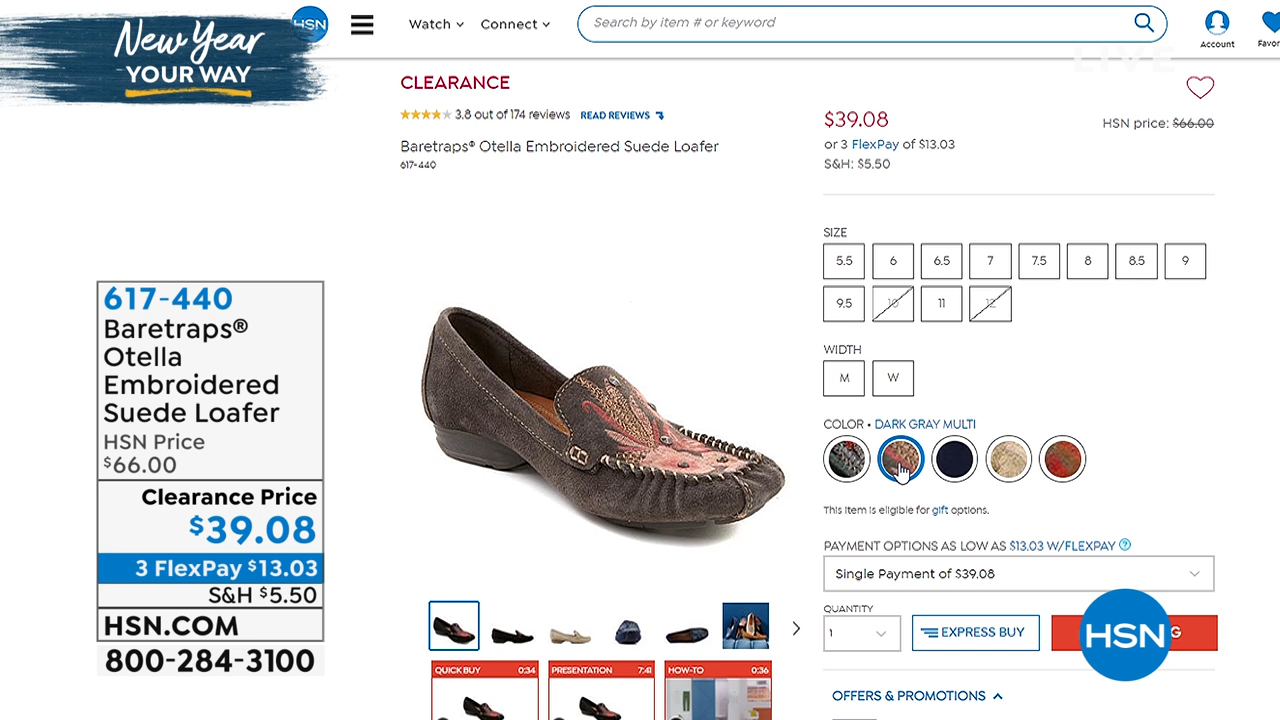 New Year
YOUR WAY
HSN
Watch
Connect
Search by item # or keyword
Account
LIVE
CLEARANCE
3.8 out of 174 reviews READ REVIEWS
Baretraps® Otella Embroidered Suede Loafer
617-440
$39.08
HSN price: $66.00
or 3 FlexPay of $13.03
S&H: $5.50
SIZE
5.5 6 6.5 7 7.5 8 8.5 9
9.5 10 11 12
WIDTH
M W
COLOR • DARK GRAY MULTI
This item is eligible for gift options.
PAYMENT OPTIONS AS LOW AS $13.03 W/FLEXPAY ?
Single Payment of $39.08
QUANTITY
1
EXPRESS BUY
G
HSN
OFFERS & PROMOTIONS
QUICK BUY 0:34
PRESENTATION 7:41
HOW-TO 0:36
617-440
Baretraps®
Otella
Embroidered
Suede Loafer
HSN Price
$66.00
Clearance Price
$39.08
3 FlexPay $13.03
S&H $5.50
HSN.COM
800-284-3100